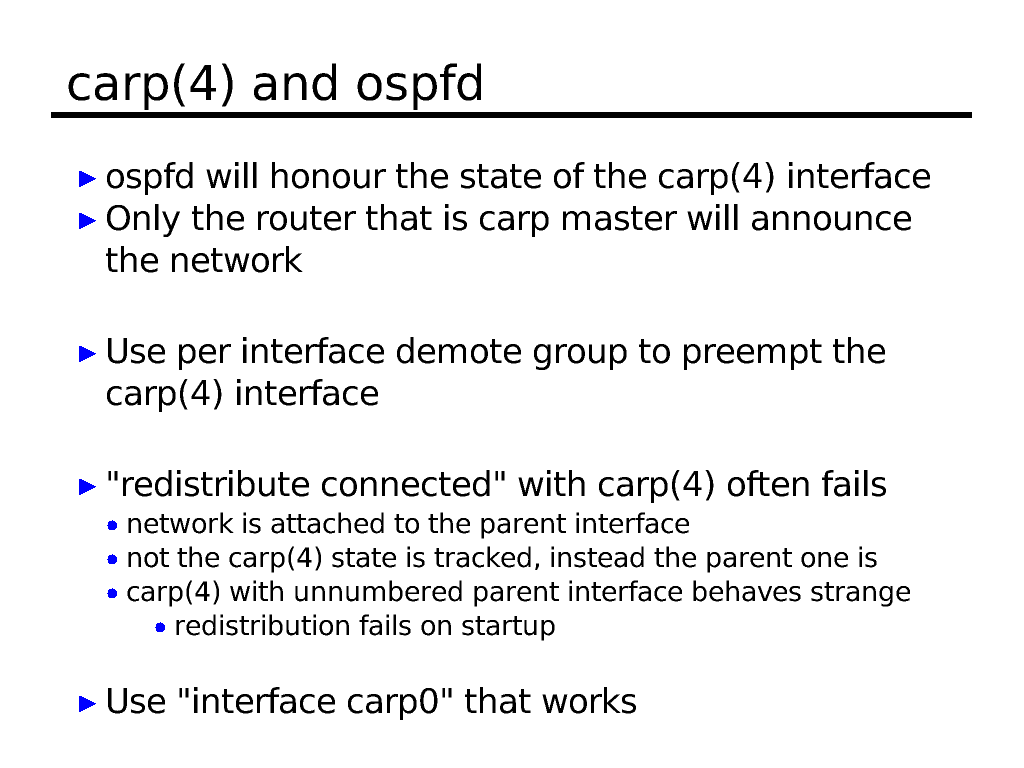 carp(4) and ospfd
ospfd will honour the state of the carp(4) interface
Only the router that is carp master will announce
the network
Use per interface demote group to preempt the
carp(4) interface
"redistribute connected" with carp(4) often fails
network is attached to the parent interface
not the carp(4) state is tracked, instead the parent one is
carp(4) with unnumbered parent interface behaves strange
redistribution fails on startup
Use "interface carp0" that works